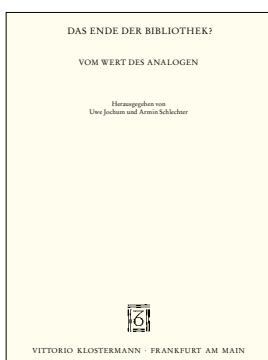 DAS ENDE DER BIBLIOTHEK?
VOM WERT DES ANALOGEN
Herausgegeben von
Uwe Jochum und Armin Schlechter
VITTORIO KLOSTERMANN · FRANKFURT AM MAIN